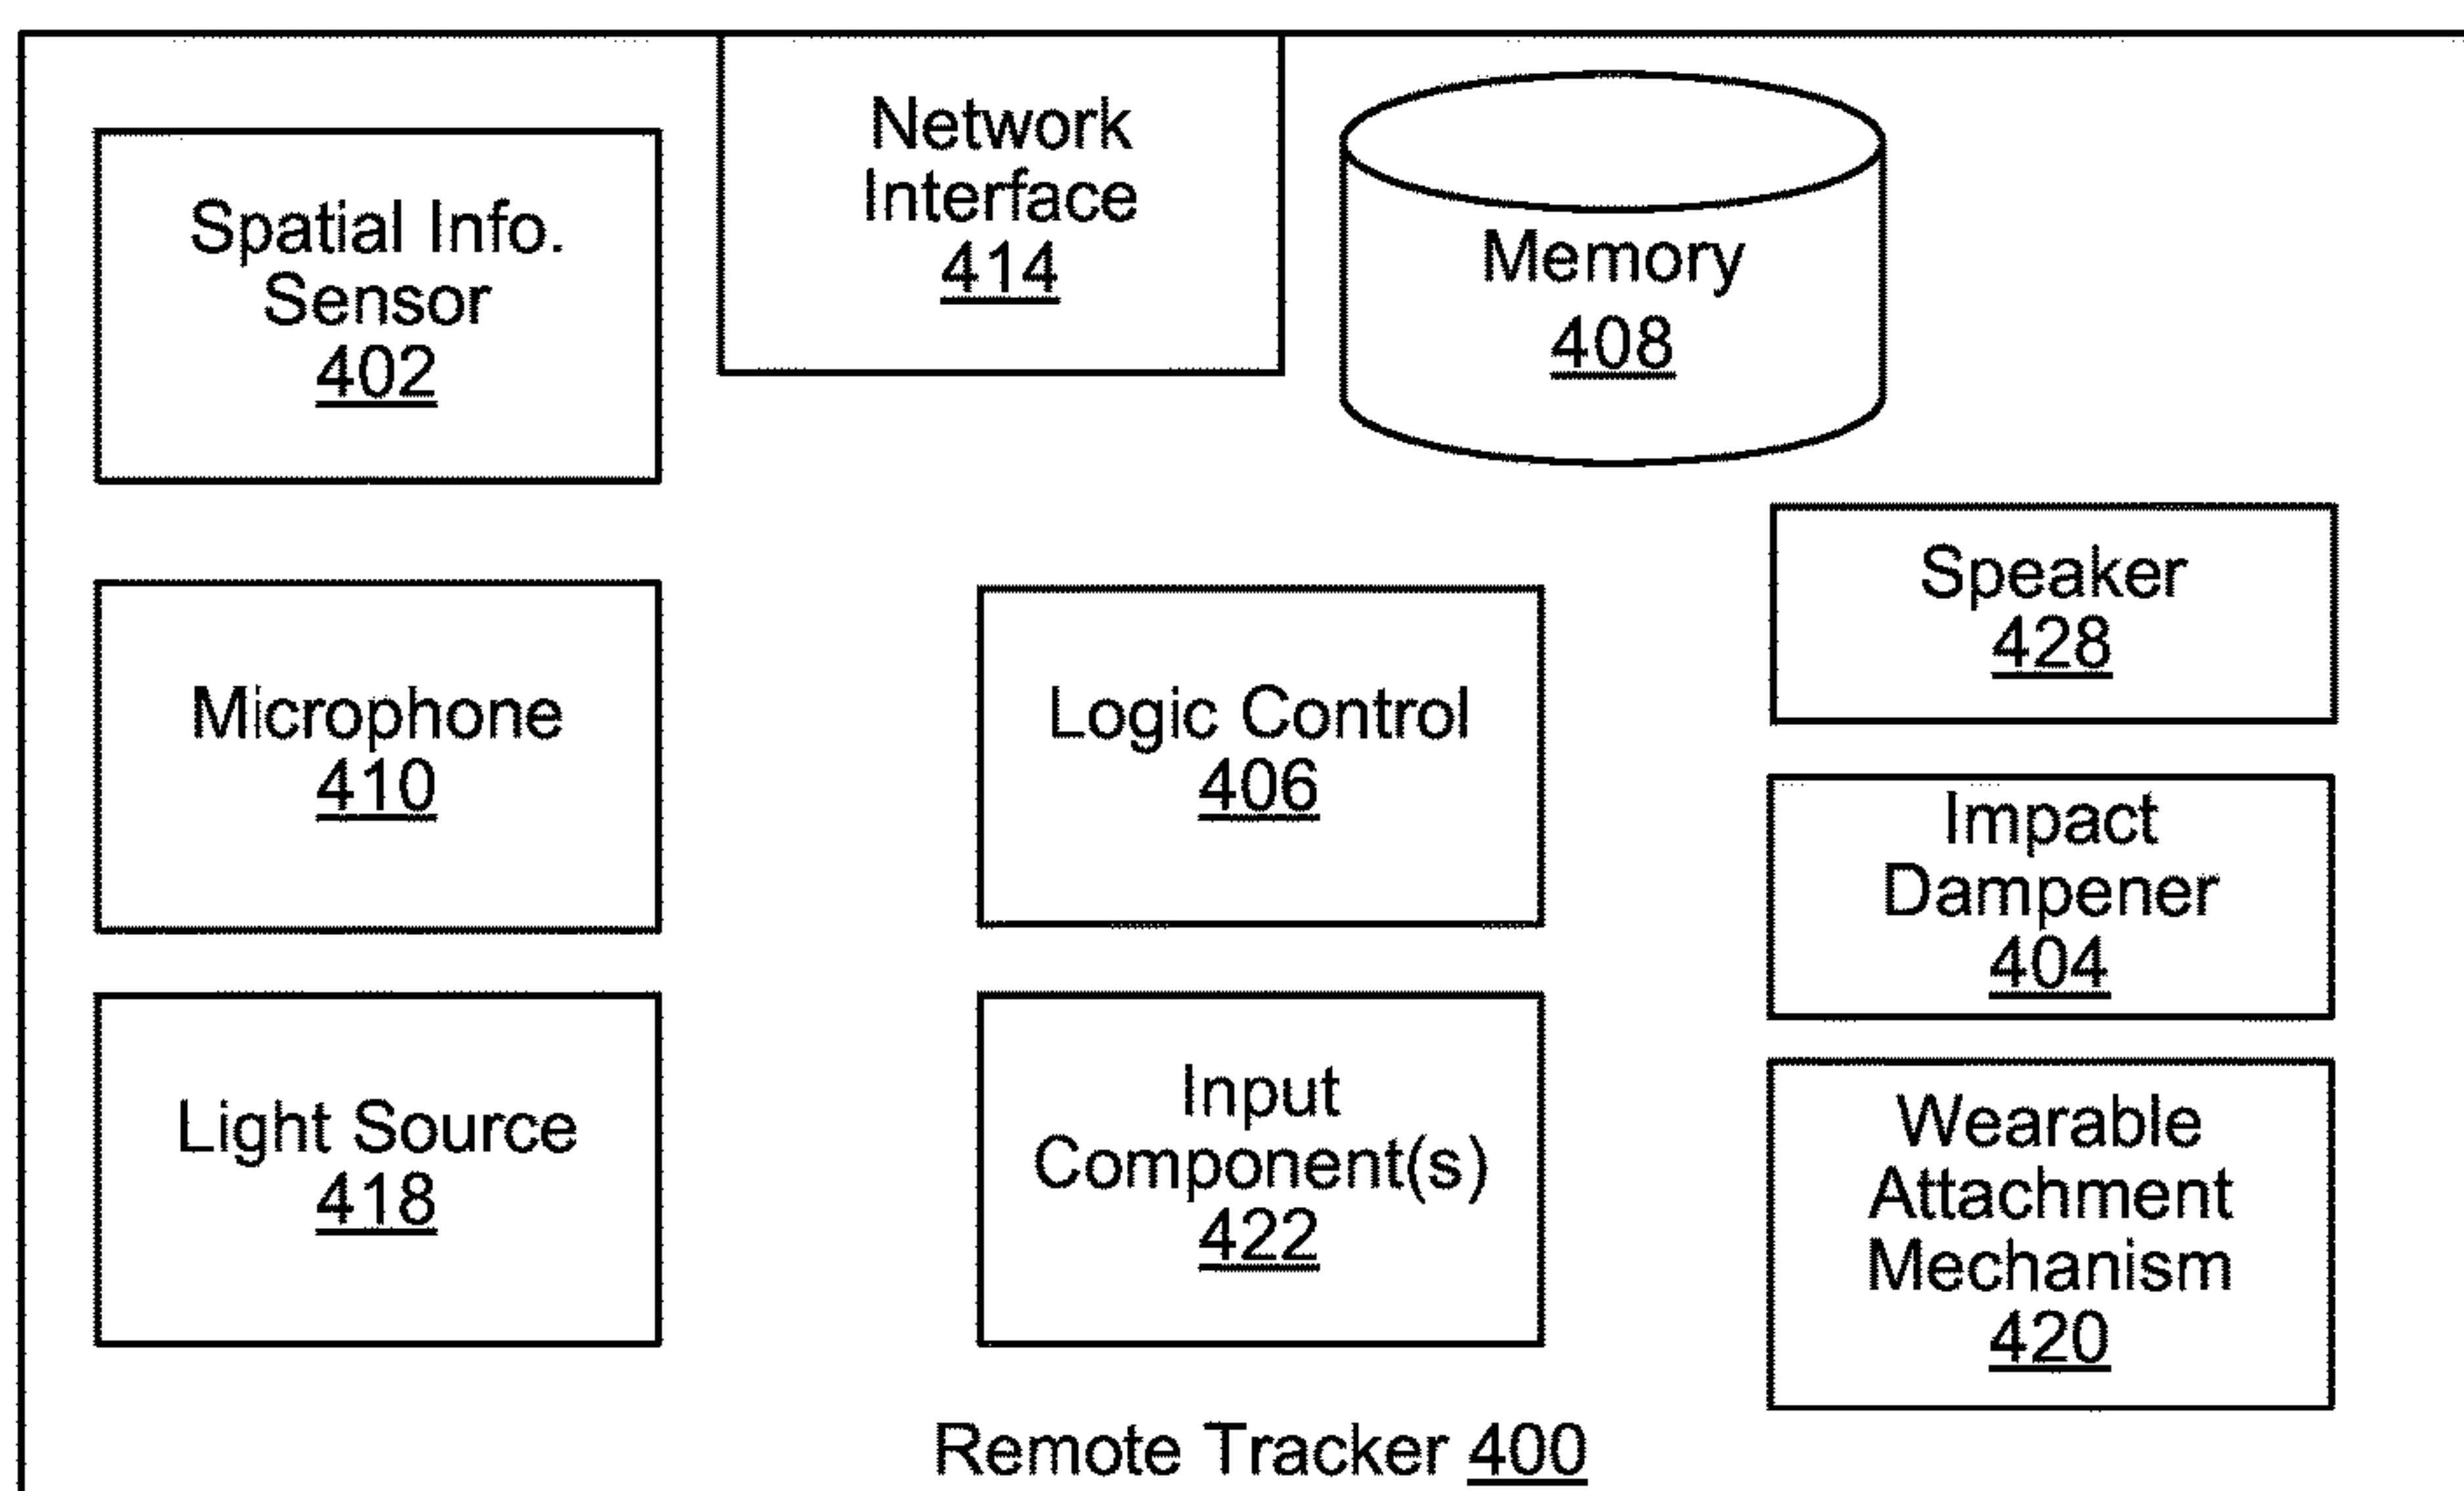 Spatial Info.
Sensor
402
Network
Interface
414
Memory
408
Microphone
410
Logic Control
406
Speaker
428
Impact
Dampener
404
Light Source
418
Input
Component(s)
422
Wearable
Attachment
Mechanism
420
Remote Tracker 400